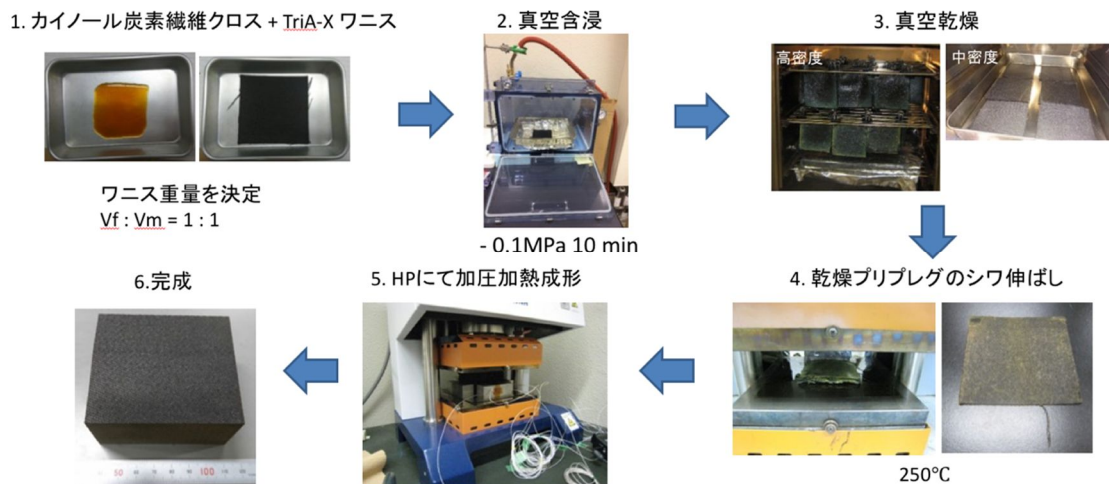 1. カイノール炭素繊維クロス + TriA-X ワニス
2. 真空含浸
3. 真空乾燥
高密度
中密度
ワニス重量を決定
Vf : Vm = 1 : 1
- 0.1MPa 10 min
6.完成
5. HPにて加圧加熱成形
4. 乾燥プリプレグのシワ伸ばし
50
100
250℃